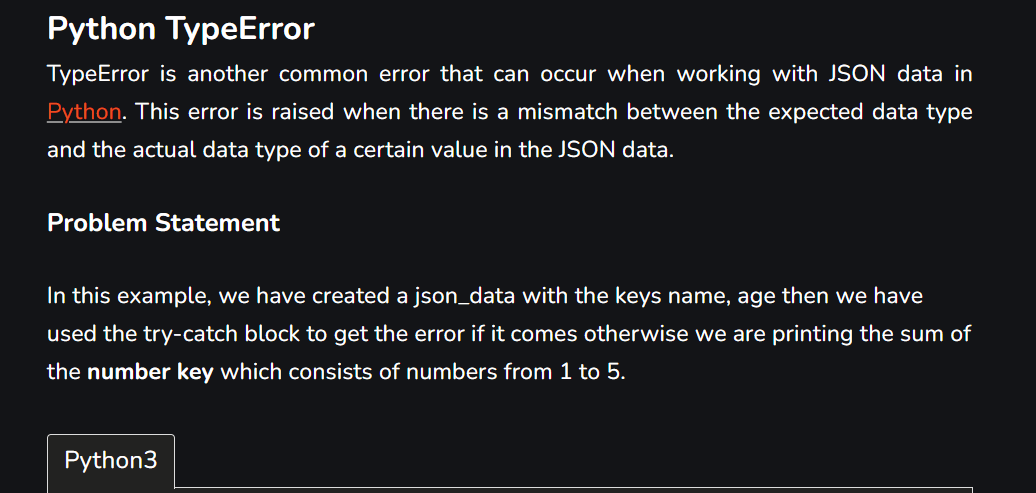 Python TypeError
TypeError is another common error that can occur when working with JSON data in
Python. This error is raised when there is a mismatch between the expected data type
and the actual data type of a certain value in the JSON data.
Problem Statement
In this example, we have created a json_data with the keys name, age then we have
used the try-catch block to get the error if it comes otherwise we are printing the sum of
the number key which consists of numbers from 1 to 5.
Python3